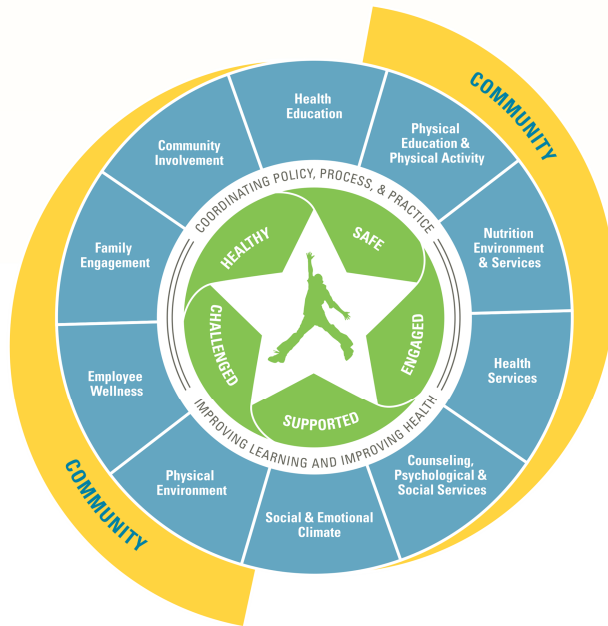 COMMUNITY
Health
Education
Physical
Education &
Physical Activity
Nutrition
Environment
& Services
Health
Services
Counseling,
Psychological &
Social Services
Social & Emotional
Climate
Physical
Environment
Employee
Wellness
Family
Engagement
Community
Involvement
COORDINATING POLICY, PROCESS, & PRACTICE
IMPROVING LEARNING AND IMPROVING HEALTH
HEALTHY
SAFE
ENGAGED
SUPPORTED
CHALLENGED
COMMUNITY